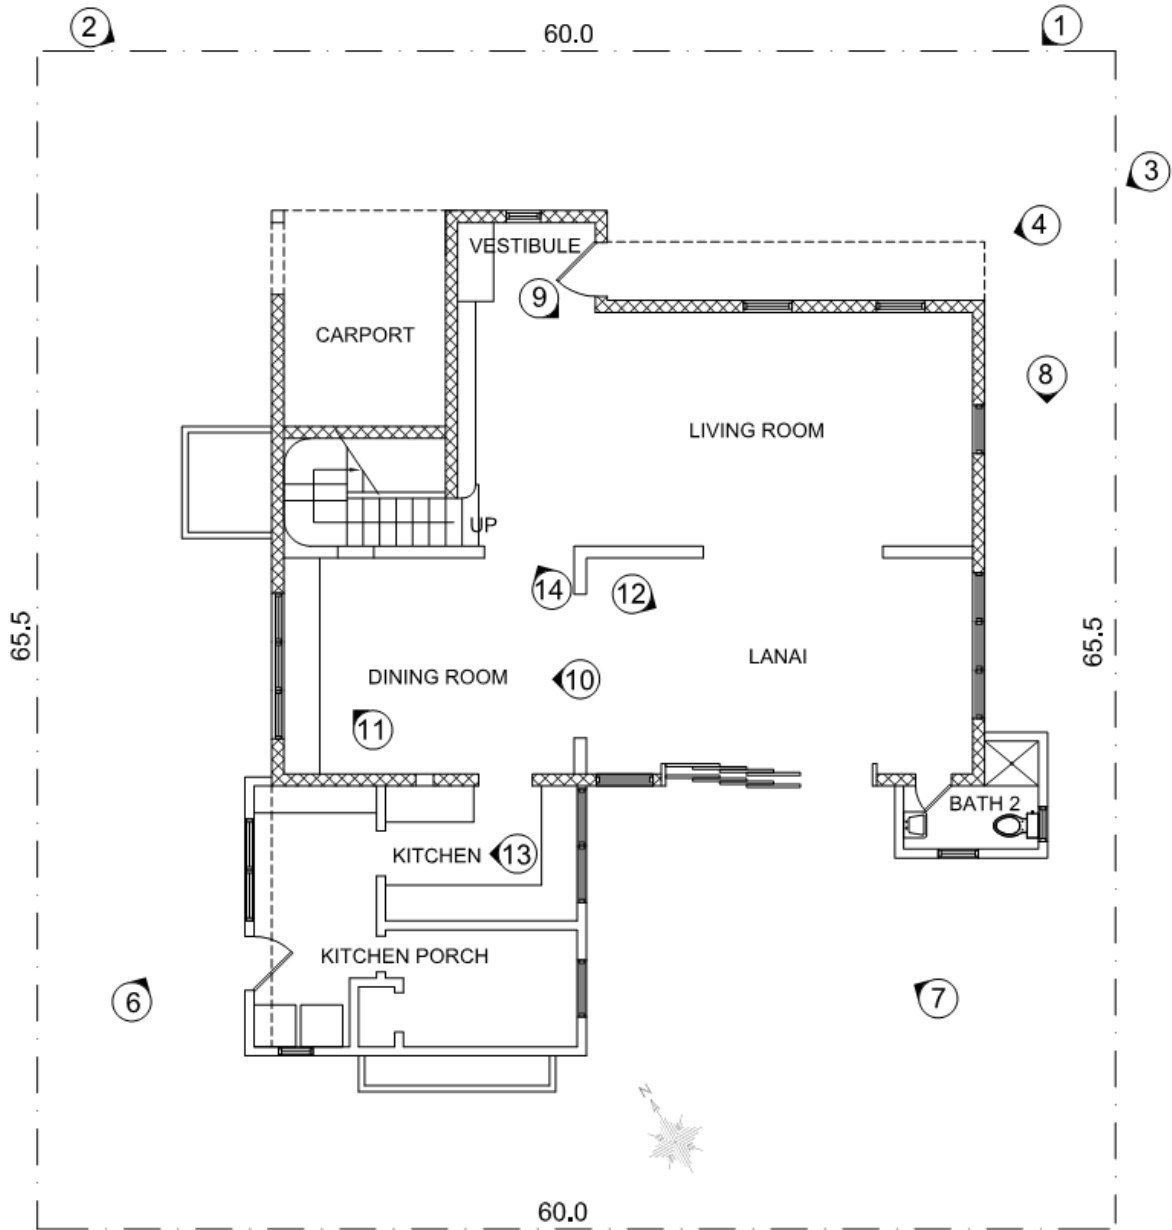 2
60.0
1
3
4
VESTIBULE
9
CARPORT
8
LIVING ROOM
UP
14
12
65.5
65.5
LANAI
DINING ROOM
10
11
BATH 2
KITCHEN
13
KITCHEN PORCH
6
7
N
60.0